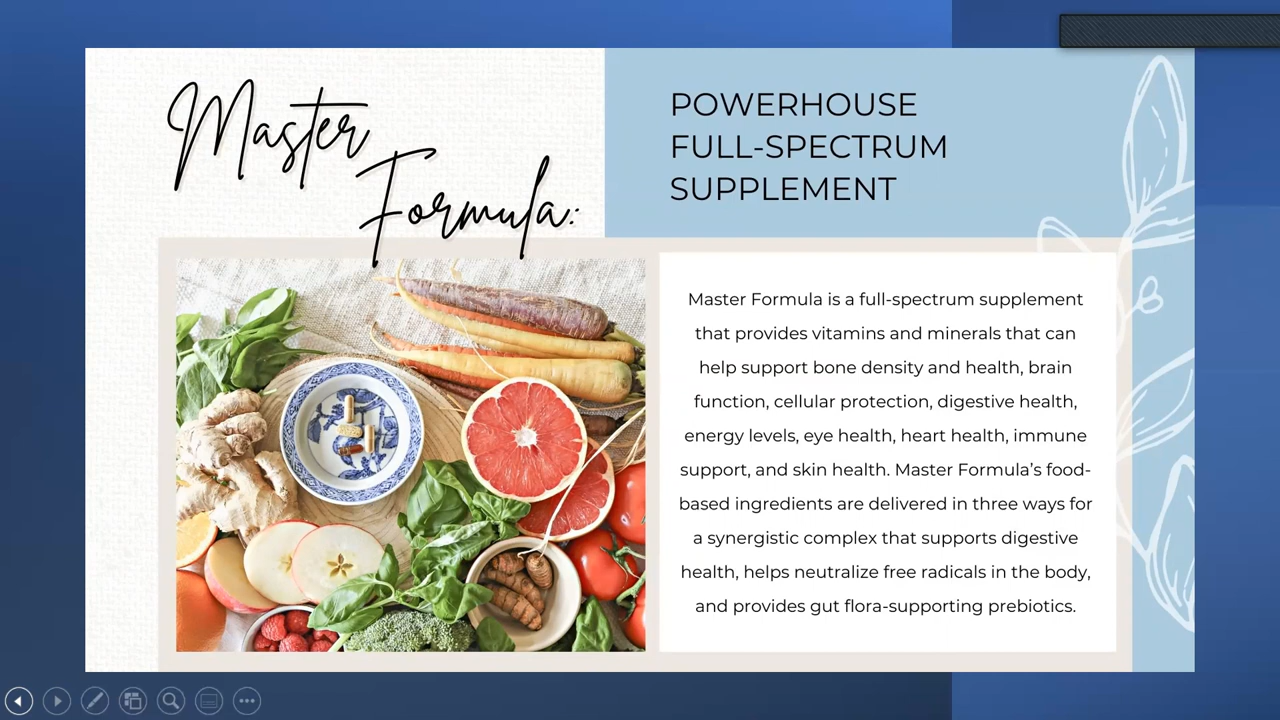 Master
Formula:
POWERHOUSE
FULL-SPECTRUM
SUPPLEMENT
Master Formula is a full-spectrum supplement
that provides vitamins and minerals that can
help support bone density and health, brain
function, cellular protection, digestive health,
energy levels, eye health, heart health, immune
support, and skin health. Master Formula’s food-
based ingredients are delivered in three ways for
a synergistic complex that supports digestive
health, helps neutralize free radicals in the body,
and provides gut flora-supporting prebiotics.